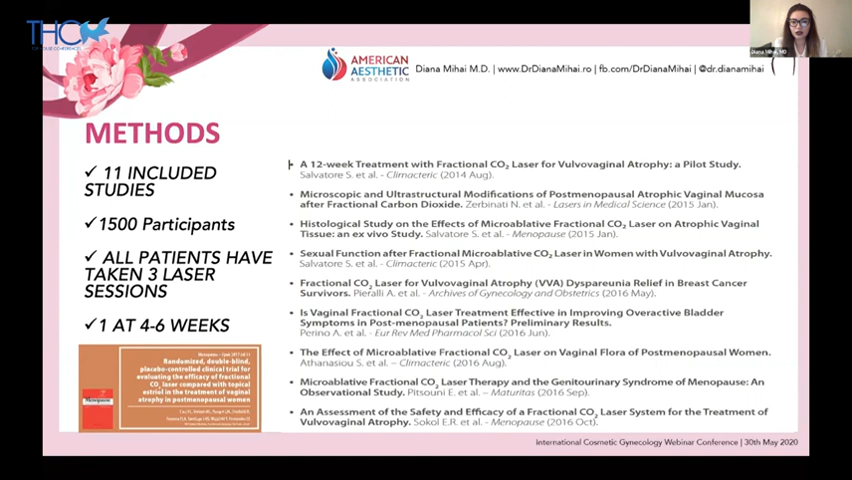 THC
THE HOUSE CONFERENCES
Diana Mihai, MD
AMERICAN
AESTHETIC
ASSOCIATION
Diana Mihai M.D. | www.DrDianaMihai.ro | fb.com/DrDianaMihai | @dr.dianamihai
METHODS
✓ 11 INCLUDED
STUDIES
✓1500 Participants
✓ ALL PATIENTS HAVE
TAKEN 3 LASER
SESSIONS
✓1 AT 4-6 WEEKS
Randomized, double-blind,
placebo-controlled clinical trial for
evaluating the efficacy of fractional
CO2 laser compared with topical
estriol in the treatment of vaginal
atrophy in postmenopausal women
Menopause
• A 12-week Treatment with Fractional CO₂ Laser for Vulvovaginal Atrophy: a Pilot Study.
Salvatore S. et al. - Climacteric (2014 Aug).
• Microscopic and Ultrastructural Modifications of Postmenopausal Atrophic Vaginal Mucosa
after Fractional Carbon Dioxide. Zerbinati N. et al. - Lasers in Medical Science (2015 Jan).
• Histological Study on the Effects of Microablative Fractional CO₂ Laser on Atrophic Vaginal
Tissue: an ex vivo Study. Salvatore S. et al. - Menopause (2015 Jan).
• Sexual Function after Fractional Microablative CO₂ Laser in Women with Vulvovaginal Atrophy.
Salvatore S. et al. - Climacteric (2015 Apr).
• Fractional CO₂ Laser for Vulvovaginal Atrophy (VVA) Dyspareunia Relief in Breast Cancer
Survivors. Pieralli A. et al. - Archives of Gynecology and Obstetrics (2016 May).
• Is Vaginal Fractional CO₂ Laser Treatment Effective in Improving Overactive Bladder
Symptoms in Post-menopausal Patients? Preliminary Results.
Perino A. et al. - Eur Rev Med Pharmacol Sci (2016 Jun).
• The Effect of Microablative Fractional CO₂ Laser on Vaginal Flora of Postmenopausal Women.
Athanasiou S. et al. – Climacteric (2016 Aug).
• Microablative Fractional CO₂ Laser Therapy and the Genitourinary Syndrome of Menopause: An
Observational Study. Pitsouni E. et al. – Maturitas (2016 Sep).
• An Assessment of the Safety and Efficacy of a Fractional CO₂ Laser System for the Treatment of
Vulvovaginal Atrophy. Sokol E.R. et al. - Menopause (2016 Oct).
International Cosmetic Gynecology Webinar Conference | 30th May 2020